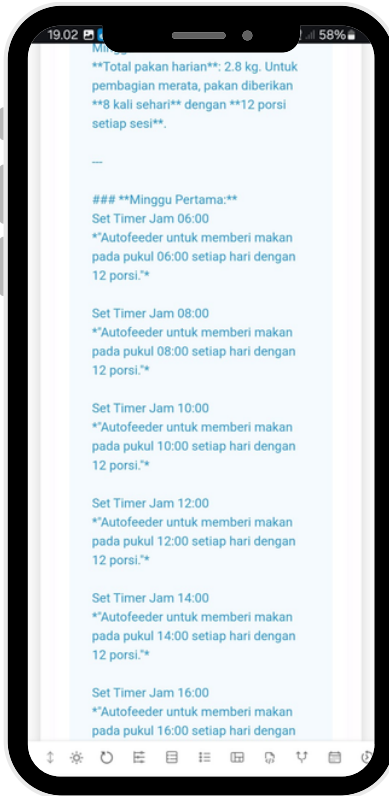 19.02
58%
**Total pakan harian**: 2.8 kg. Untuk
pembagian merata, pakan diberikan
**8 kali sehari** dengan **12 porsi
setiap sesi**.
---
### **Minggu Pertama:**
Set Timer Jam 06:00
*"Autofeeder untuk memberi makan
pada pukul 06:00 setiap hari dengan
12 porsi."*
Set Timer Jam 08:00
*"Autofeeder untuk memberi makan
pada pukul 08:00 setiap hari dengan
12 porsi."*
Set Timer Jam 10:00
*"Autofeeder untuk memberi makan
pada pukul 10:00 setiap hari dengan
12 porsi."*
Set Timer Jam 12:00
*"Autofeeder untuk memberi makan
pada pukul 12:00 setiap hari dengan
12 porsi."*
Set Timer Jam 14:00
*"Autofeeder untuk memberi makan
pada pukul 14:00 setiap hari dengan
12 porsi."*
Set Timer Jam 16:00
*"Autofeeder untuk memberi makan
pada pukul 16:00 setiap hari dengan